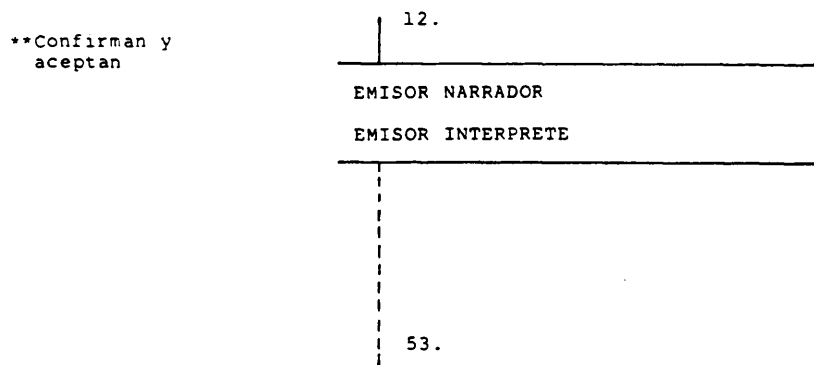 12.
**Confirman y
aceptan
EMISOR NARRADOR
EMISOR INTERPRETE
53.